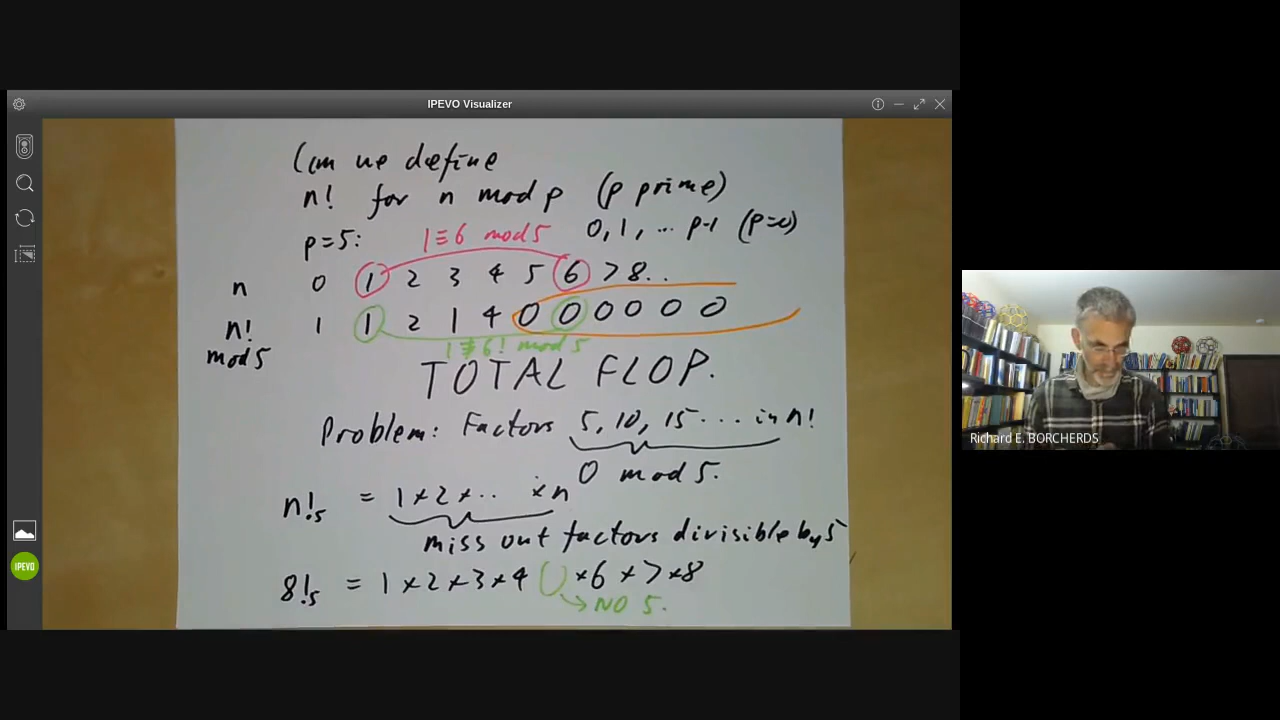 IPEVO Visualizer
Can we define
n! for n mod p (p prime)
p=5: 1≡6 mod 5 0, 1, ... p-1 (p=0)
n 0 1 2 3 4 5 6 7 8..
n! 1 1 2 1 4 0 0 0 0 0 0
mod 5 1≢6! mod 5
TOTAL FLOP.
Problem: Factors 5, 10, 15 ... in n!
0 mod 5.
n!₅ = 1×2×.. ×n
miss out factors divisible by 5
8!₅ = 1×2×3×4 ( ) ×6×7×8
→NO 5.
IPEVO
Richard E. BORCHERDS